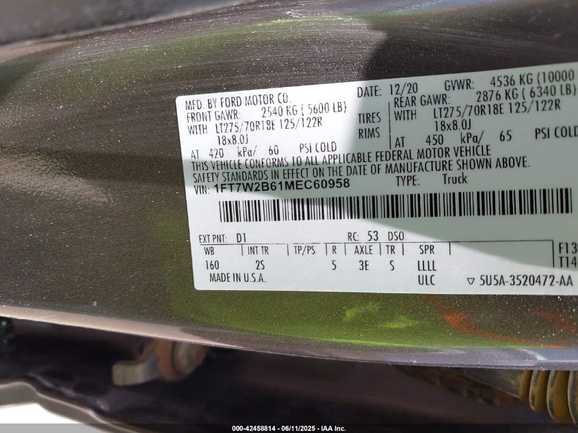 MFD. BY FORD MOTOR CO.
DATE: 12/20 GVWR: 4536 KG (10000
FRONT GAWR: 2540 KG ( 5600 LB) REAR GAWR: 2876 KG ( 6340 LB)
WITH LT275/70R18E 125/122R WITH LT275/70R18E 125/122R
18x8.0J RIMS 18x8.0J
AT 420 kPa/ 60 PSI COLD AT 450 kPa/ 65 PSI COLD
THIS VEHICLE CONFORMS TO ALL APPLICABLE FEDERAL MOTOR VEHICLE
SAFETY STANDARDS IN EFFECT ON THE DATE OF MANUFACTURE SHOWN ABOVE.
VIN: 1FT7W2B61MEC60958 TYPE: Truck
EXT PNT: D1 RC: 53 DSO
WB INT TR TP/PS R AXLE TR SPR
160 2S 5 3E S LLLL
MADE IN U.S.A. ULC ▽ 5U5A-3520472-AA
F13
T14
000-42458814 - 06/11/2025 - IAA Inc.